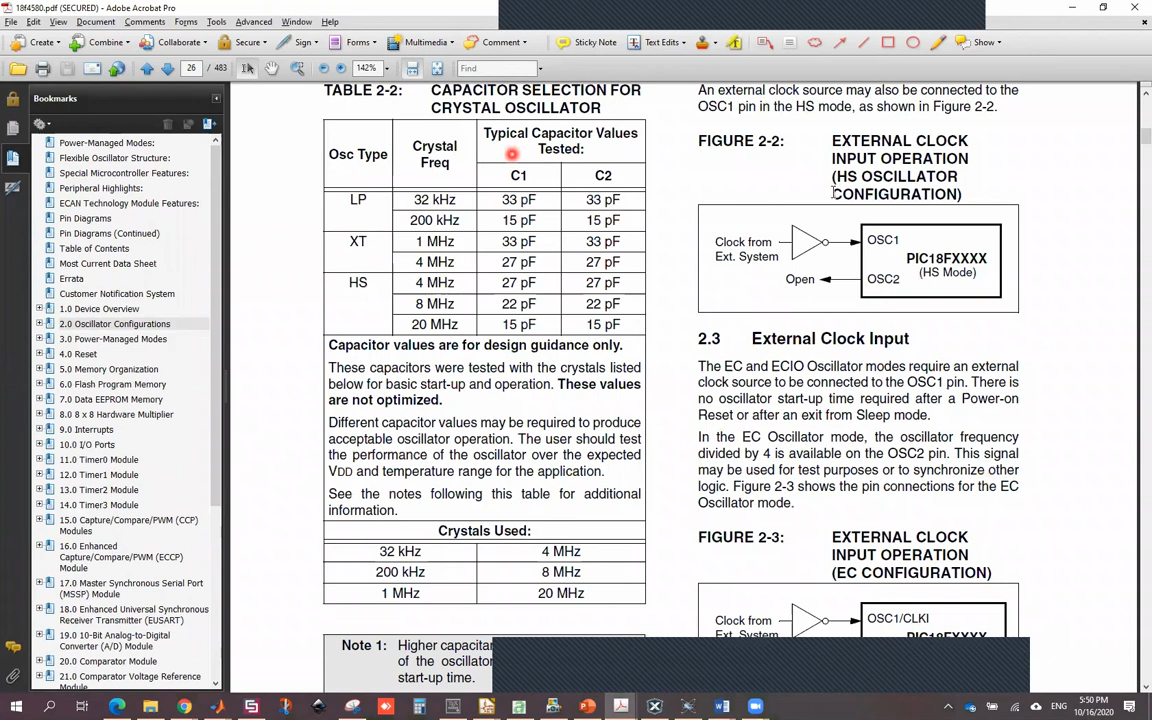 18f4580.pdf (SECURED) - Adobe Acrobat Pro
File Edit View Document Comments Forms Tools Advanced Window Help
Create Combine Collaborate Secure Sign Forms Multimedia Comment Sticky Note Text Edits Show
26 / 483 142% Find
Bookmarks
Power-Managed Modes:
Flexible Oscillator Structure:
Special Microcontroller Features:
Peripheral Highlights:
ECAN Technology Module Features:
Pin Diagrams
Pin Diagrams (Continued)
Table of Contents
Most Current Data Sheet
Errata
Customer Notification System
1.0 Device Overview
2.0 Oscillator Configurations
3.0 Power-Managed Modes
4.0 Reset
5.0 Memory Organization
6.0 Flash Program Memory
7.0 Data EEPROM Memory
8.0 8 x 8 Hardware Multiplier
9.0 Interrupts
10.0 I/O Ports
11.0 Timer0 Module
12.0 Timer1 Module
13.0 Timer2 Module
14.0 Timer3 Module
15.0 Capture/Compare/PWM (CCP)
Modules
16.0 Enhanced
Capture/Compare/PWM (ECCP)
Module
17.0 Master Synchronous Serial Port
(MSSP) Module
18.0 Enhanced Universal Synchronous
Receiver Transmitter (EUSART)
19.0 10-Bit Analog-to-Digital
Converter (A/D) Module
20.0 Comparator Module
21.0 Comparator Voltage Reference
Module
TABLE 2-2: CAPACITOR SELECTION FOR
CRYSTAL OSCILLATOR
Osc Type Crystal
Freq Typical Capacitor Values
Tested:
C1 C2
LP 32 kHz 33 pF 33 pF
200 kHz 15 pF 15 pF
XT 1 MHz 33 pF 33 pF
4 MHz 27 pF 27 pF
HS 4 MHz 27 pF 27 pF
8 MHz 22 pF 22 pF
20 MHz 15 pF 15 pF
Capacitor values are for design guidance only.
These capacitors were tested with the crystals listed
below for basic start-up and operation. These values
are not optimized.
Different capacitor values may be required to produce
acceptable oscillator operation. The user should test
the performance of the oscillator over the expected
VDD and temperature range for the application.
See the notes following this table for additional
information.
Crystals Used:
32 kHz 4 MHz
200 kHz 8 MHz
1 MHz 20 MHz
Note 1: Higher capacitan
of the oscillator
start-up time.
An external clock source may also be connected to the
OSC1 pin in the HS mode, as shown in Figure 2-2.
FIGURE 2-2: EXTERNAL CLOCK
INPUT OPERATION
(HS OSCILLATOR
CONFIGURATION)
Clock from
Ext. System
OSC1
PIC18FXXXX
(HS Mode)
Open OSC2
2.3 External Clock Input
The EC and ECIO Oscillator modes require an external
clock source to be connected to the OSC1 pin. There is
no oscillator start-up time required after a Power-on
Reset or after an exit from Sleep mode.
In the EC Oscillator mode, the oscillator frequency
divided by 4 is available on the OSC2 pin. This signal
may be used for test purposes or to synchronize other
logic. Figure 2-3 shows the pin connections for the EC
Oscillator mode.
FIGURE 2-3: EXTERNAL CLOCK
INPUT OPERATION
(EC CONFIGURATION)
Clock from
Ext. System
OSC1/CLKI
PIC18FXXXX
ENG 5:50 PM
10/16/2020